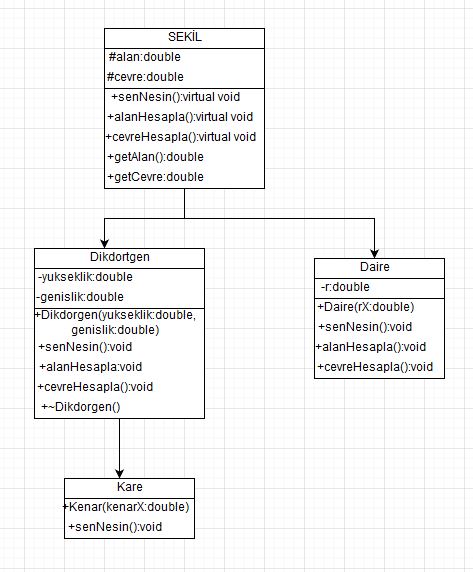 SEKİL
#alan:double
#cevre:double
+senNesin():virtual void
+alanHesapla():virtual void
+cevreHesapla():virtual void
+getAlan():double
+getCevre:double
Dikdortgen
-yukseklik:double
-genislik:double
+Dikdorgen(yukseklik:double,
genislik:double)
+senNesin():void
+alanHesapla:void
+cevreHesapla():void
+~Dikdorgen()
Daire
-r:double
+Daire(rX:double)
+senNesin():void
+alanHesapla():void
+cevreHesapla():void
Kare
+Kenar(kenarX:double)
+senNesin():void